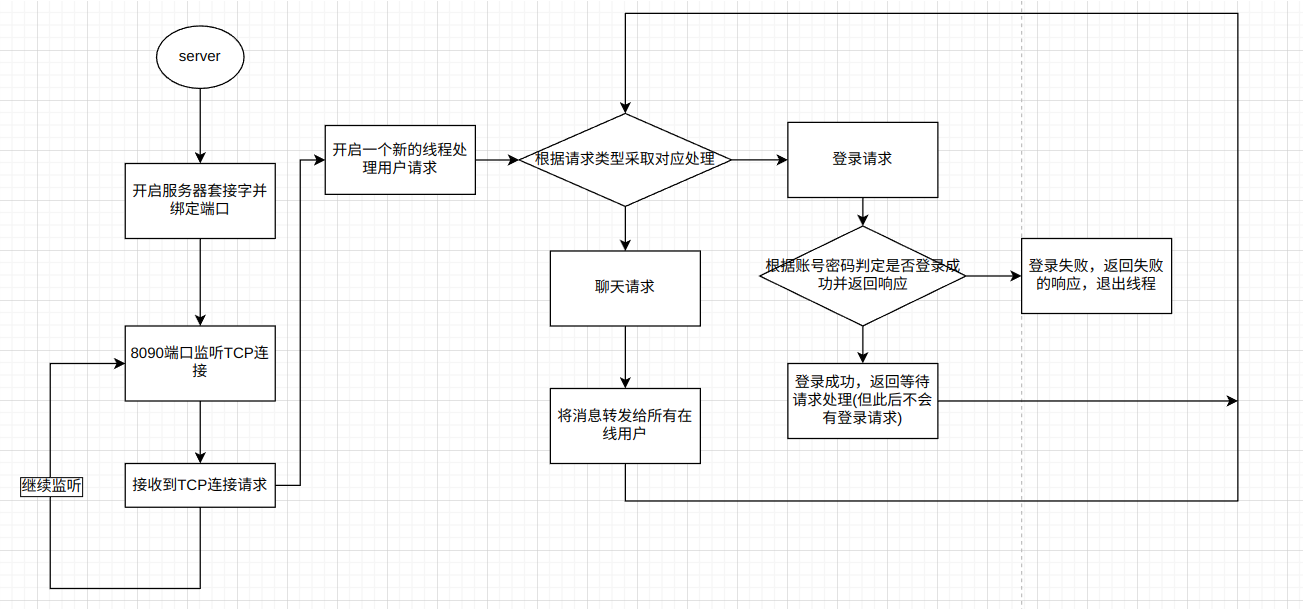 server
开启服务器套接字并
绑定端口
8090端口监听TCP连
接
接收到TCP连接请求
继续监听
开启一个新的线程处
理用户请求
根据请求类型采取对应处理
聊天请求
将消息转发给所有在
线用户
登录请求
根据账号密码判定是否登录成
功并返回响应
登录失败，返回失败
的响应，退出线程
登录成功，返回等待
请求处理(但此后不会
有登录请求)